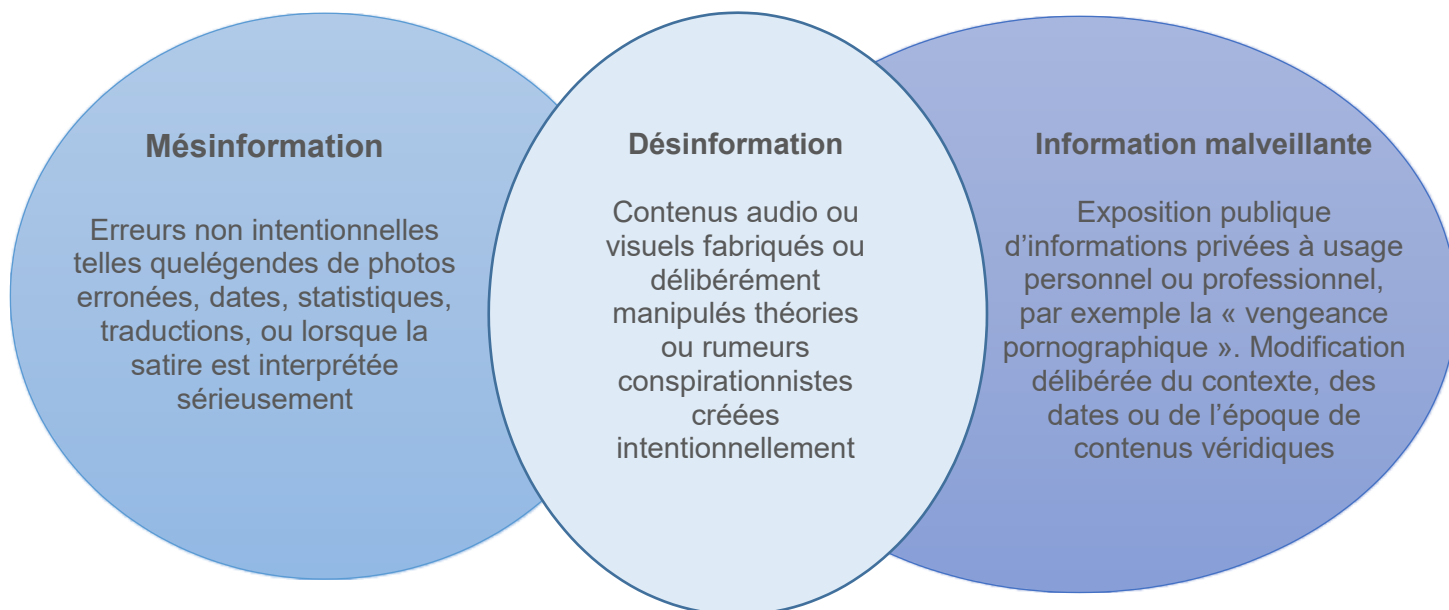 Mésinformation
Erreurs non intentionnelles
telles quelégendes de photos
erronées, dates, statistiques,
traductions, ou lorsque la
satire est interprétée
sérieusement
Désinformation
Contenus audio ou
visuels fabriqués ou
délibérément
manipulés théories
ou rumeurs
conspirationnistes
créées
intentionnellement
Information malveillante
Exposition publique
d’informations privées à usage
personnel ou professionnel,
par exemple la « vengeance
pornographique ». Modification
délibérée du contexte, des
dates ou de l’époque de
contenus véridiques